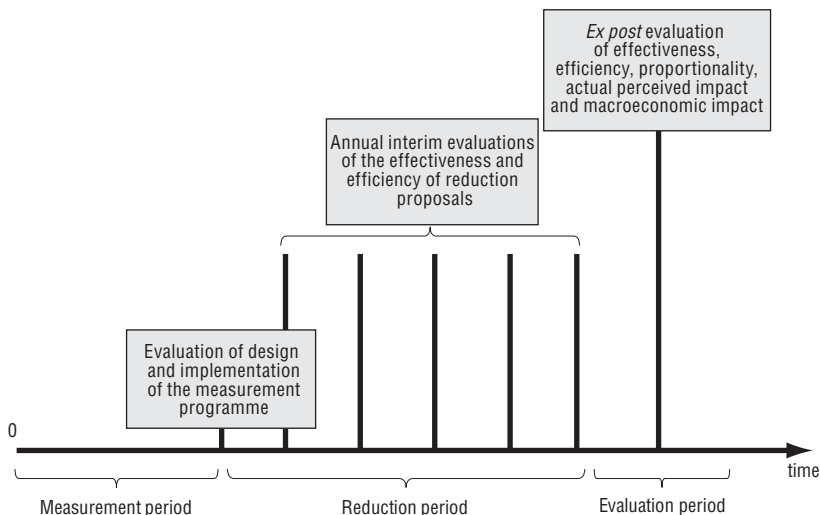 Ex post evaluation
of effectiveness,
efficiency, proportionality,
actual perceived impact
and macroeconomic impact
Annual interim evaluations
of the effectiveness and
efficiency of reduction
proposals
Evaluation of design
and implementation
of the measurement
programme
0
time
Measurement period
Reduction period
Evaluation period